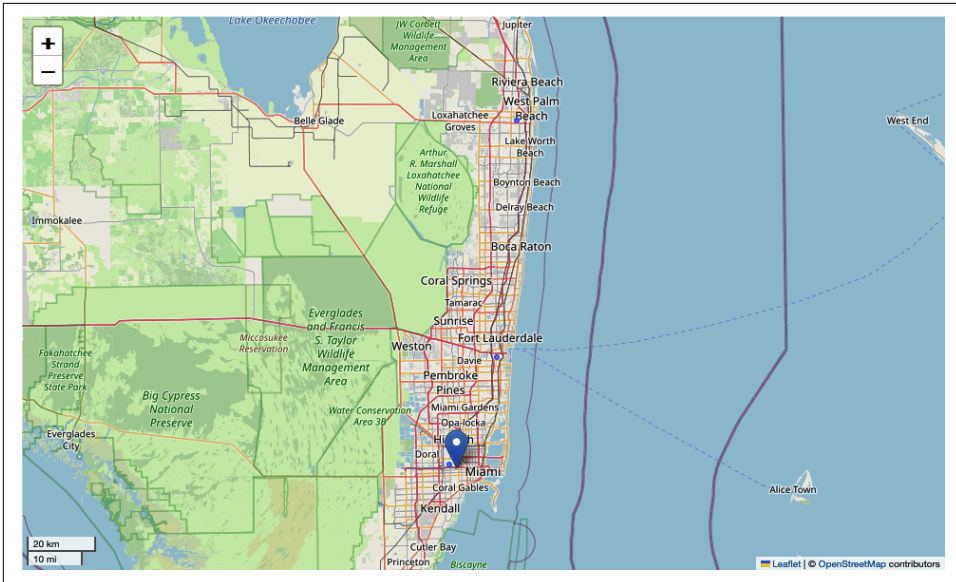 Lake Okeechobee
JW Corbett
Wildlife
Management
Area
Jupiter
+
−
Riviera Beach
West Palm
Beach
Belle Glade
Loxahatchee
Groves
West End
Lake Worth
Beach
Arthur
R. Marshall
Loxahatchee
National
Wildlife
Refuge
Boynton Beach
Delray Beach
Immokalee
Boca Raton
Coral Springs
Tamarac
Everglades
and Francis
S. Taylor
Wildlife
Management
Area
Sunrise
Miccosukee
Reservation
Weston
Fort Lauderdale
Fakahatchee
Strand
Preserve
State Park
Davie
Pembroke
Pines
Big Cypress
National
Preserve
Water Conservation
Area 3B
Miami Gardens
Opa-locka
Everglades
City
Doral
Miami
Coral Gables
Alice Town
Kendall
20 km
10 mi
Cutler Bay
Princeton
Biscayne
Leaflet | © OpenStreetMap contributors